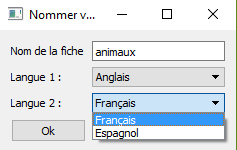 Nommer v...
Nom de la fiche animaux
Langue 1 : Anglais
Langue 2 : Français
Français
Ok Espagnol